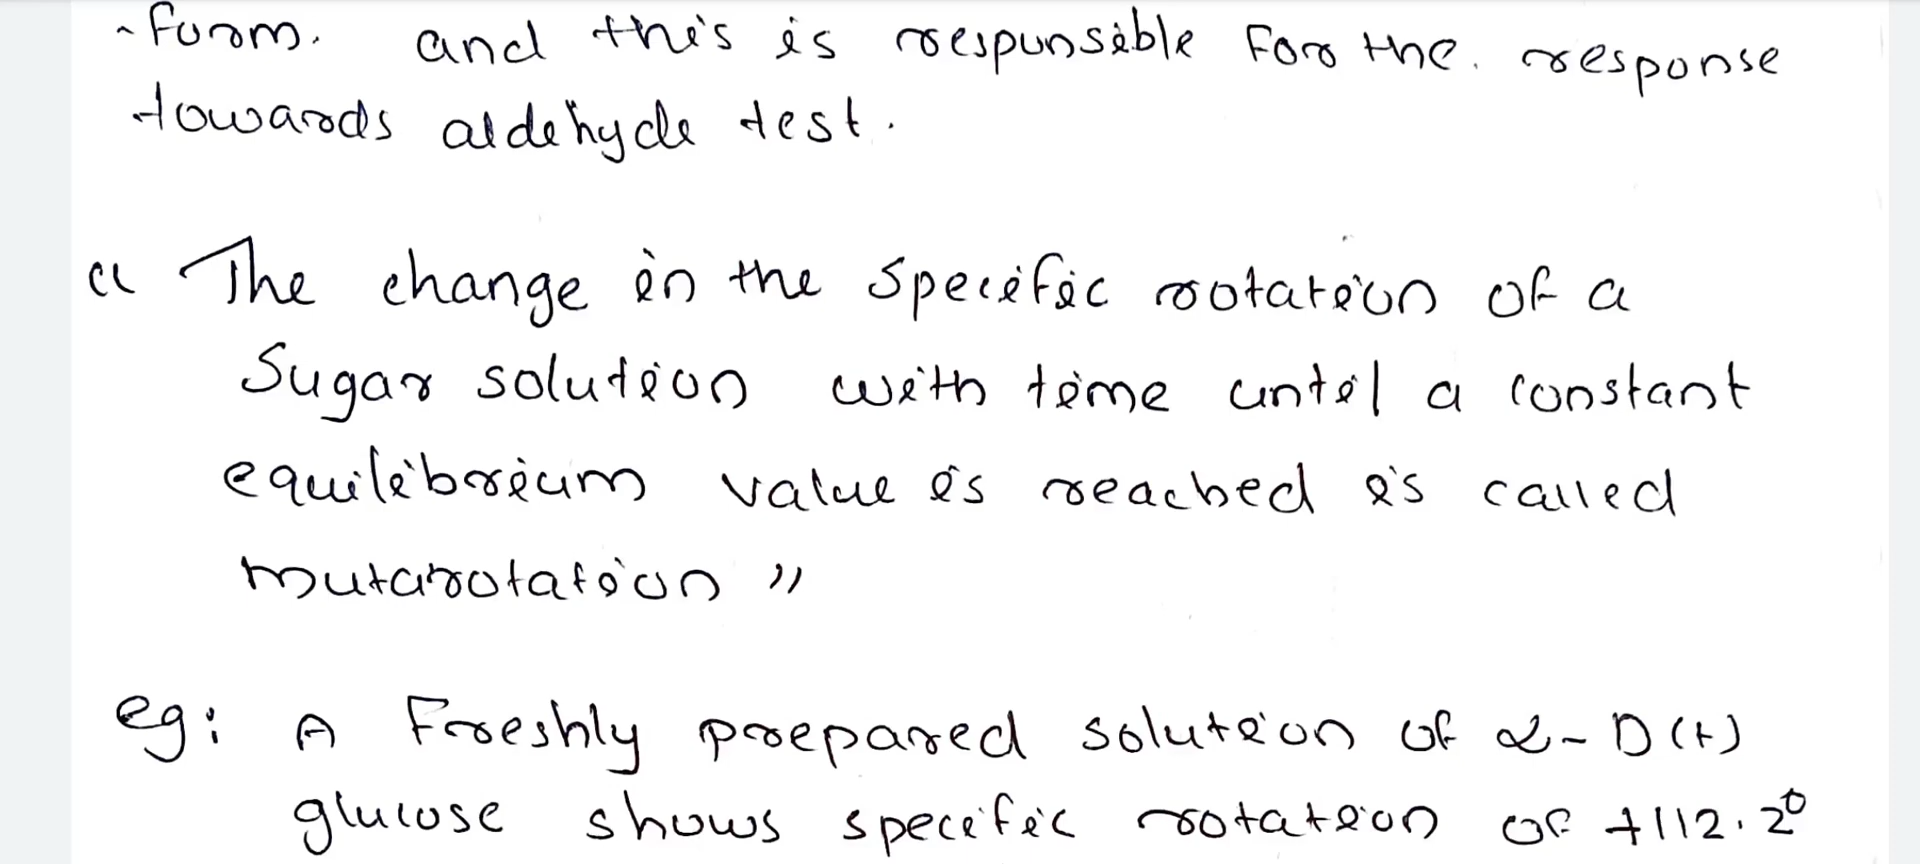 -form. and this is responsible for the. response
towards aldehyde test.
" The change in the specific rotation of a
Sugar solution with time until a constant
equilibrium value is reached is called
mutarotation "
eg: A Freshly prepared solution of α-D(+)
glucose shows specific rotation of +112.2°